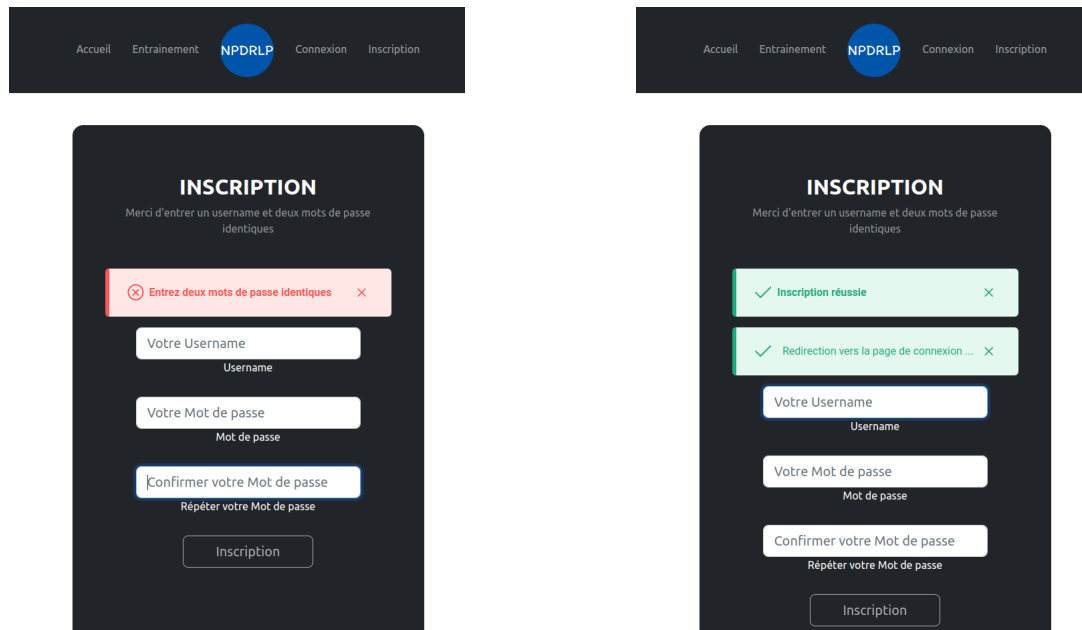 Accueil Entrainement NPDRLP Connexion Inscription
INSCRIPTION
Merci d'entrer un username et deux mots de passe
identiques
Entrez deux mots de passe identiques
Votre Username
Username
Votre Mot de passe
Mot de passe
Confirmer votre Mot de passe
Répéter votre Mot de passe
Inscription
Accueil Entrainement NPDRLP Connexion Inscription
INSCRIPTION
Merci d'entrer un username et deux mots de passe
identiques
Inscription réussie
Redirection vers la page de connexion ...
Votre Username
Username
Votre Mot de passe
Mot de passe
Confirmer votre Mot de passe
Répéter votre Mot de passe
Inscription